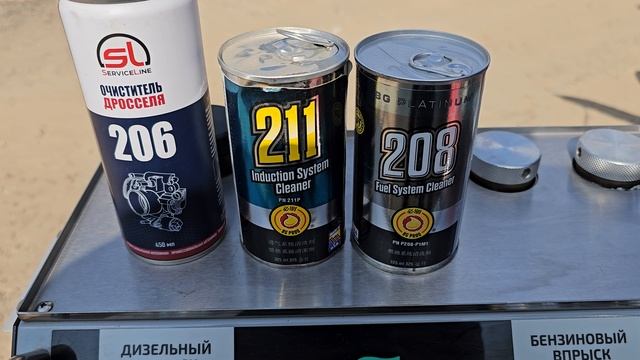 SL
SERVICELINE
ОЧИСТИТЕЛЬ
ДРОССЕЛЯ
206
450 мл
211
Induction System
Cleaner
PN 211P
BG PLATINUM
208
Fuel System Cleaner
PN P208-P1M1
ДИЗЕЛЬНЫЙ
БЕНЗИНОВЫЙ
ВПРЫСК